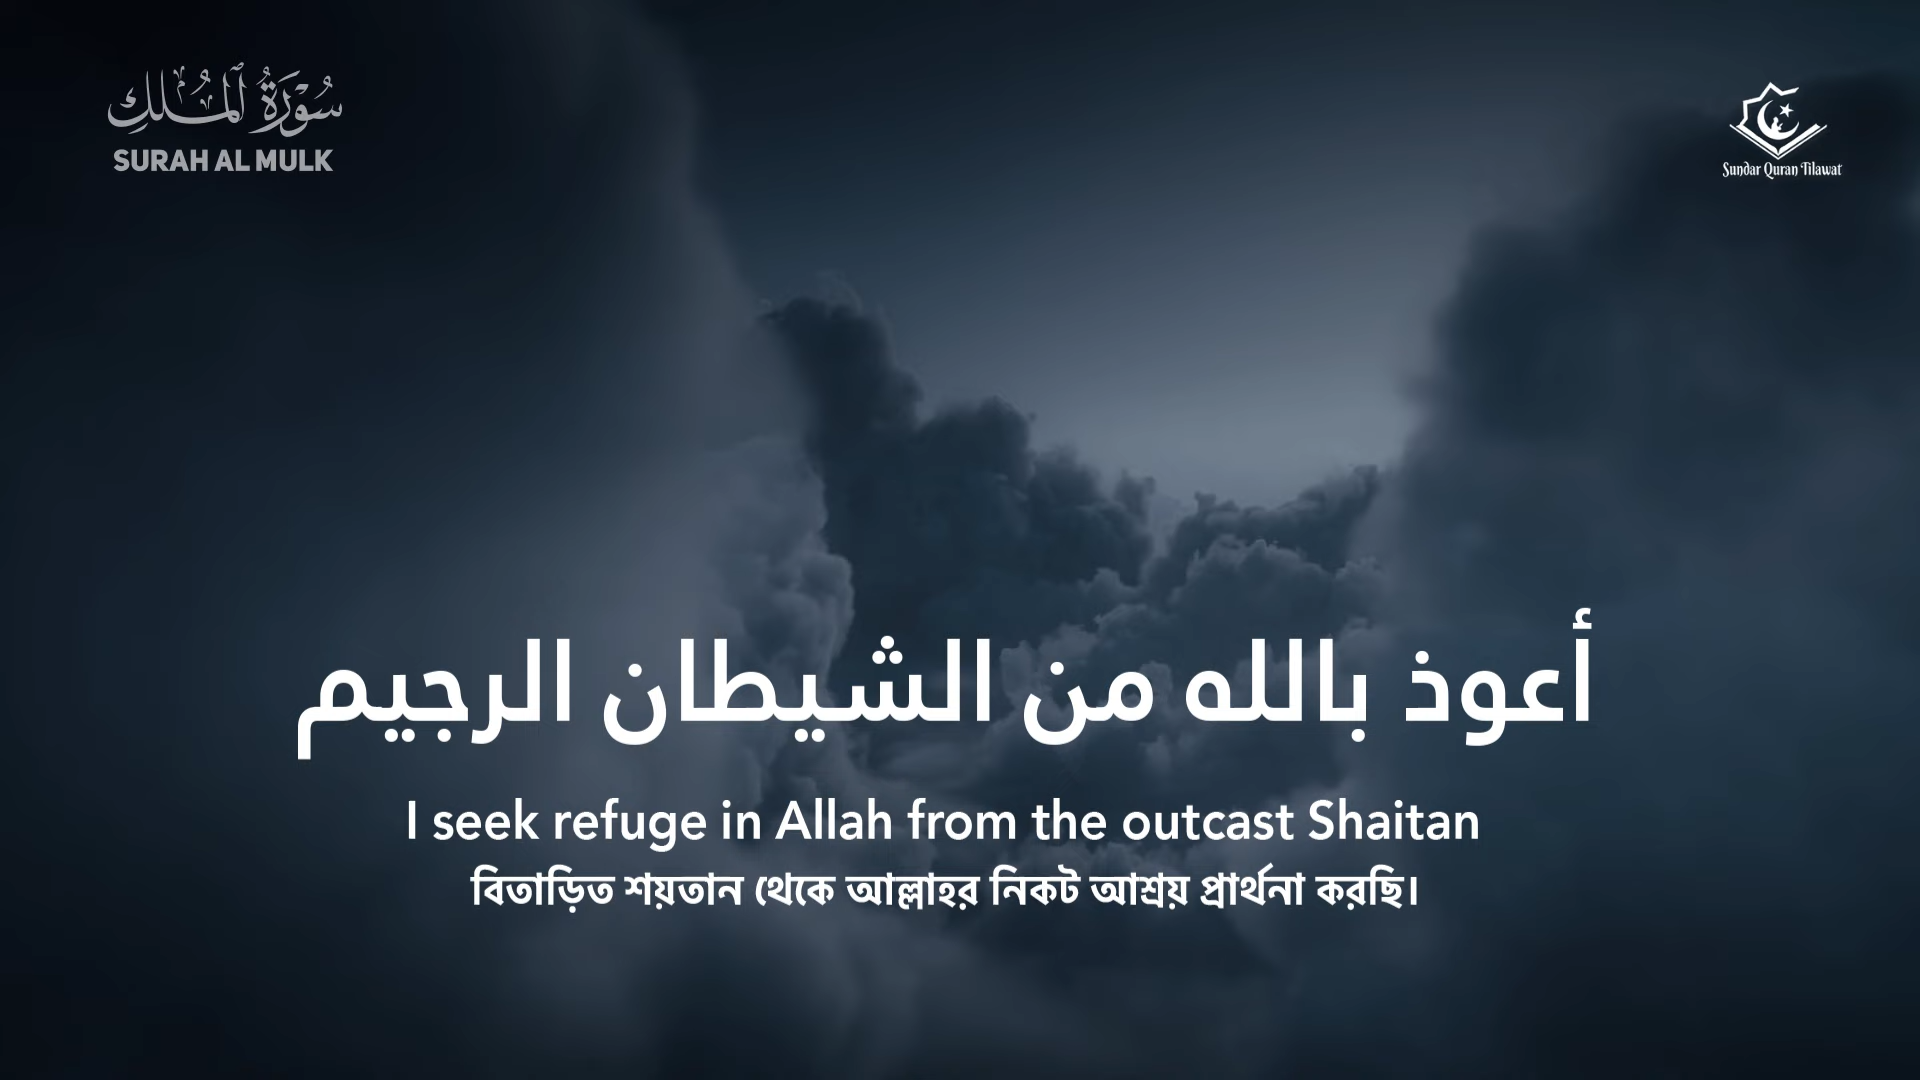 سُورَةُ ٱلْمُلْكِ
SURAH AL MULK
Sundar Quran Tilawat
أعوذ بالله من الشيطان الرجيم
I seek refuge in Allah from the outcast Shaitan
বিতাড়িত শয়তান থেকে আল্লাহর নিকট আশ্রয় প্রার্থনা করছি।